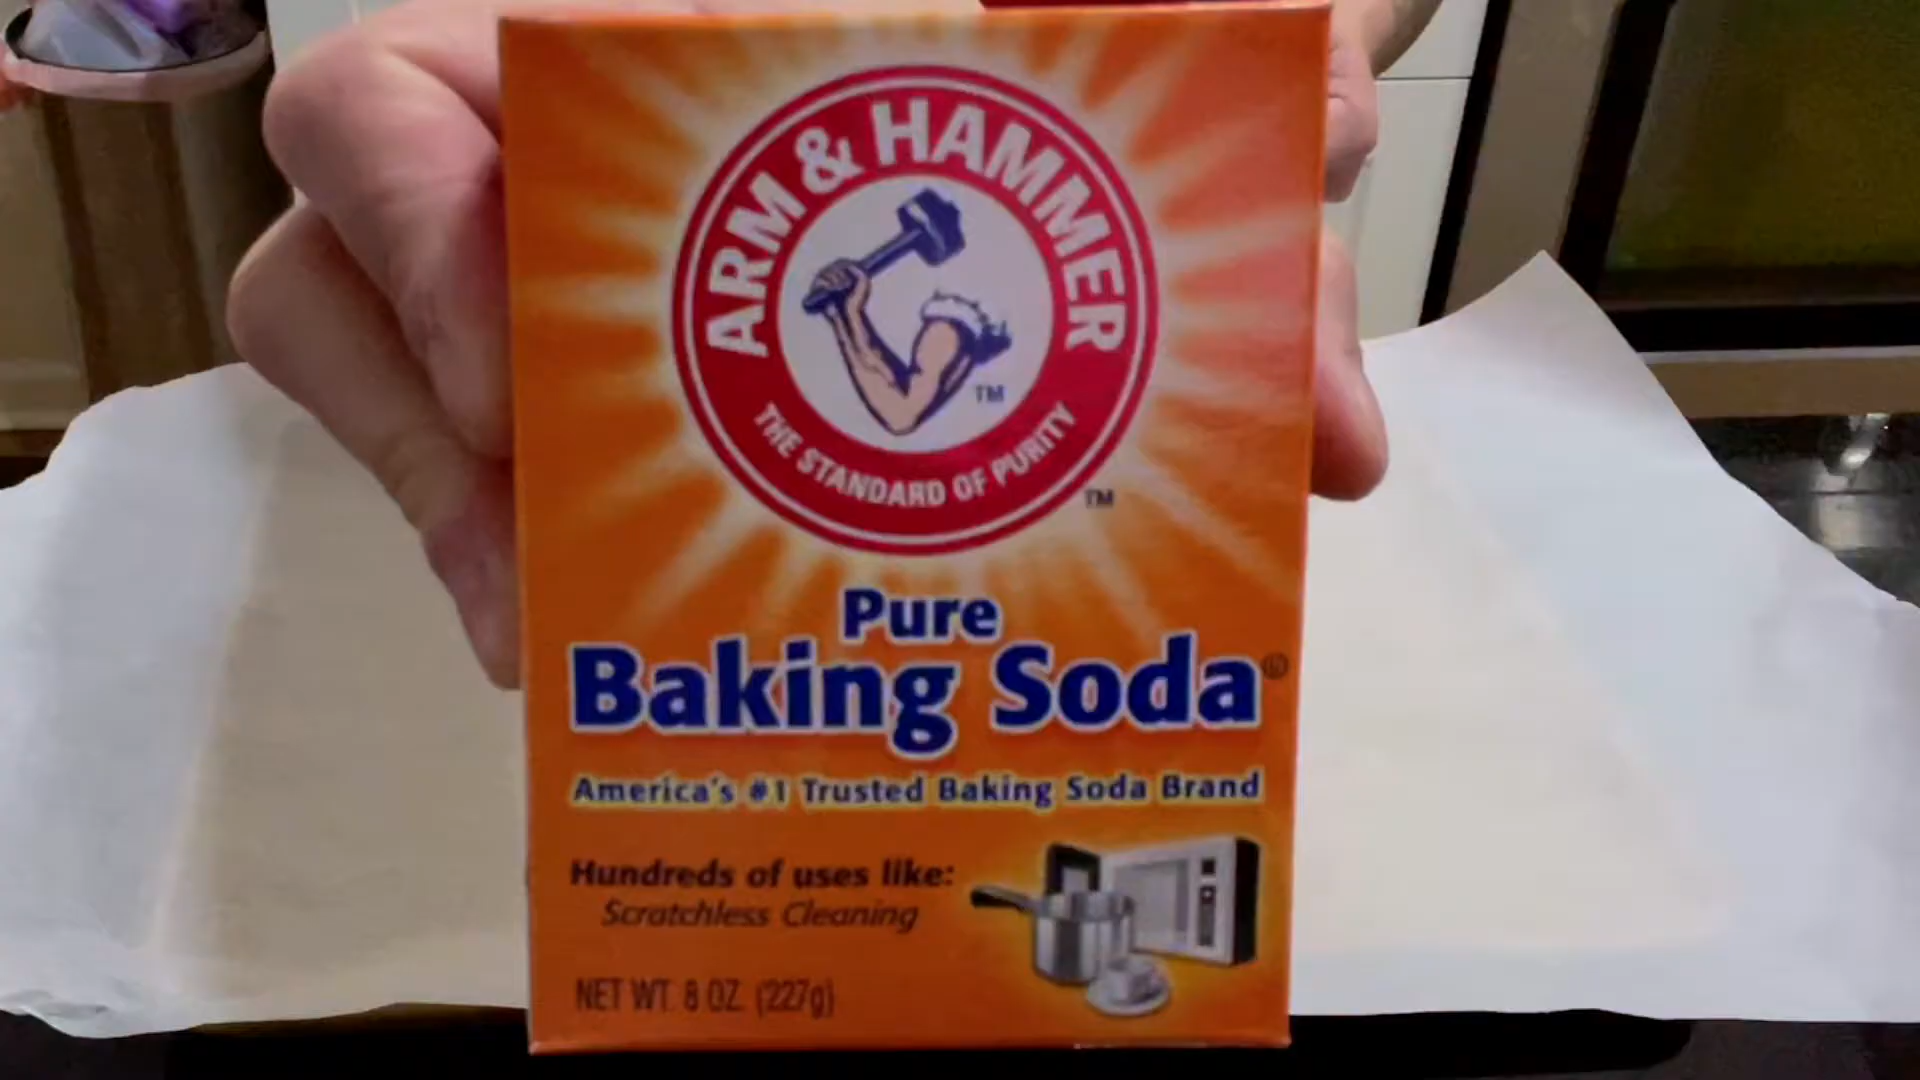 ARM & HAMMER
TM
THE STANDARD OF PURITY
TM
Pure
Baking Soda®
America's #1 Trusted Baking Soda Brand
Hundreds of uses like:
Scratchless Cleaning
NET WT. 8 OZ. (227g)